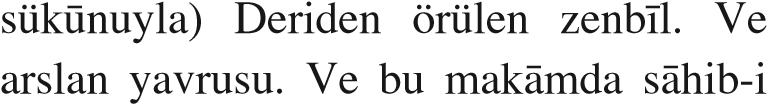 sükūnuyla) Deriden örülen zenbīl. Ve
arslan yavrusu. Ve bu makāmda sāhib-i